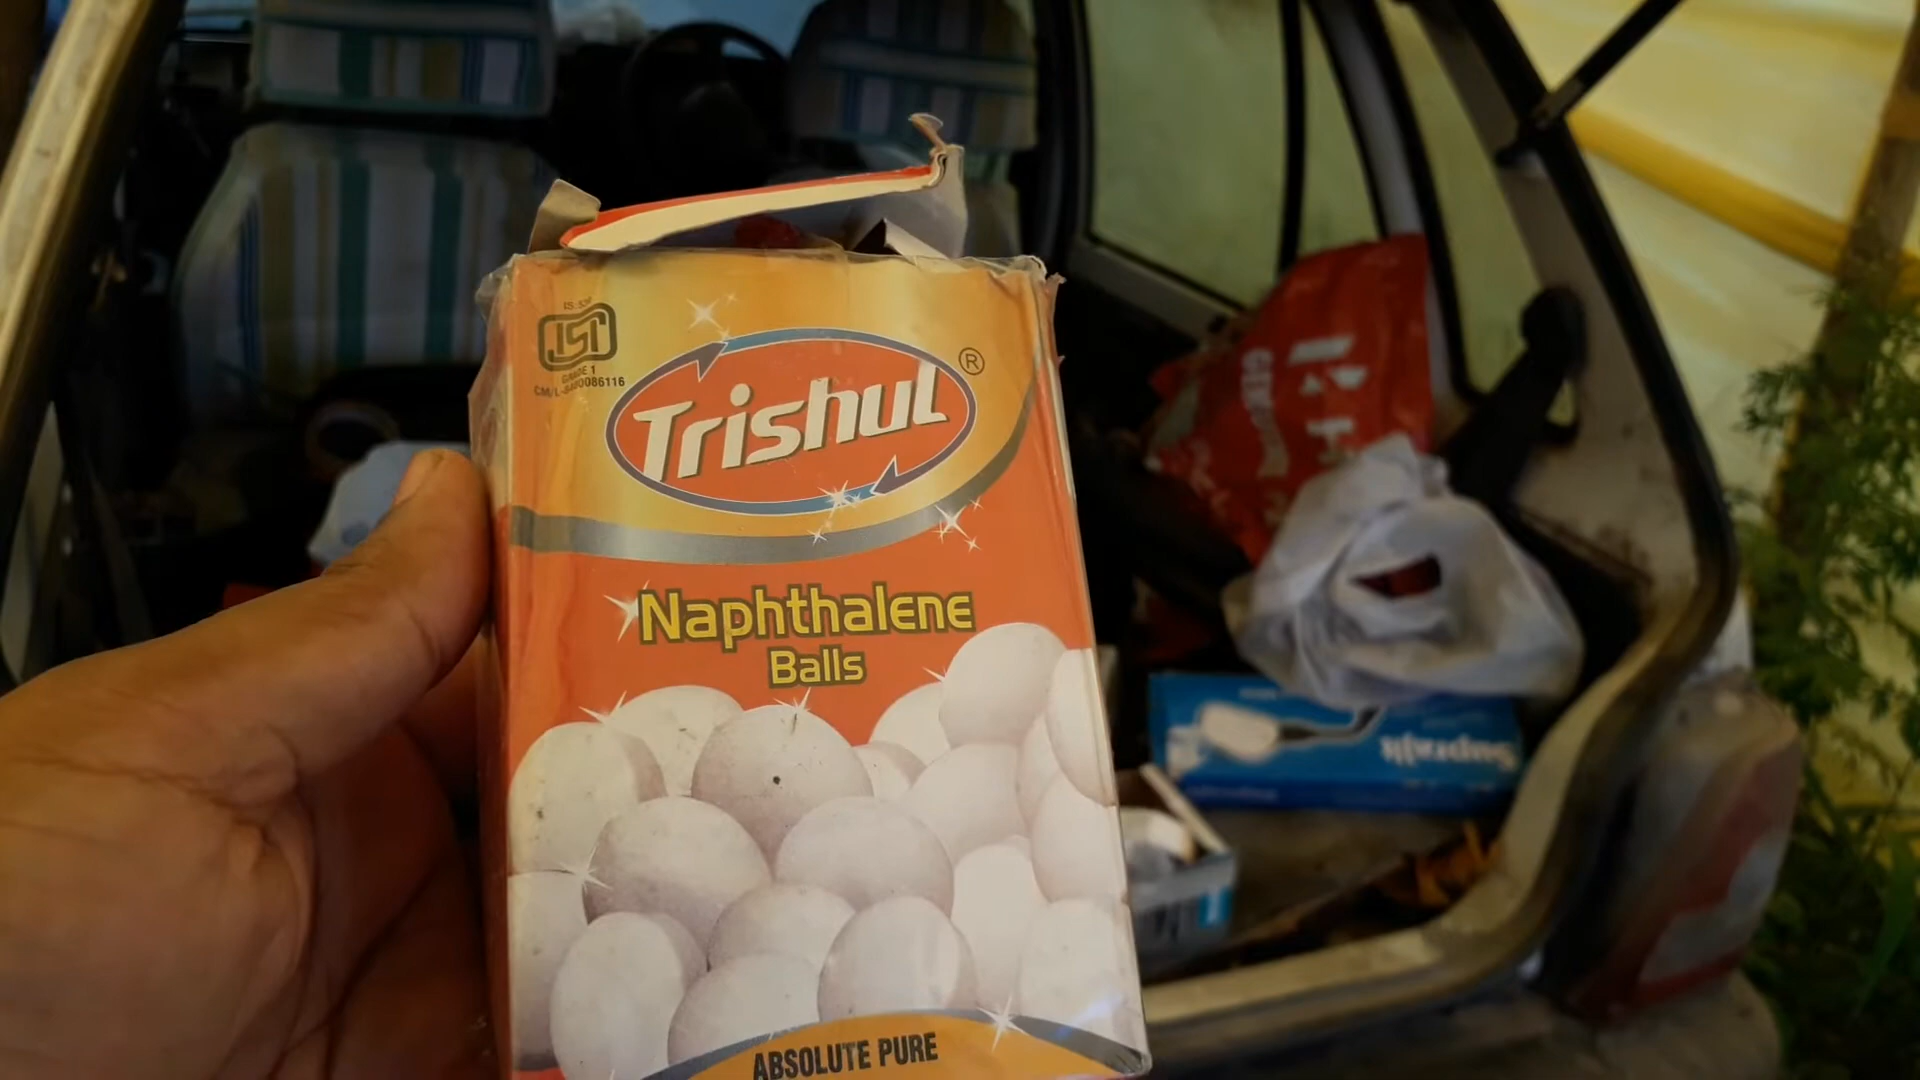 ISI
GRADE 1
Trishul
®
Naphthalene
Balls
ABSOLUTE PURE